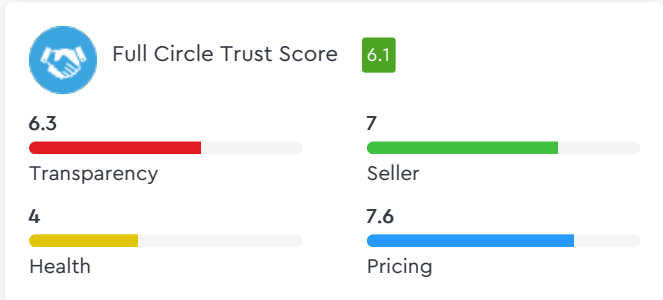 Full Circle Trust Score 6.1
6.3
Transparency
7
Seller
4
Health
7.6
Pricing